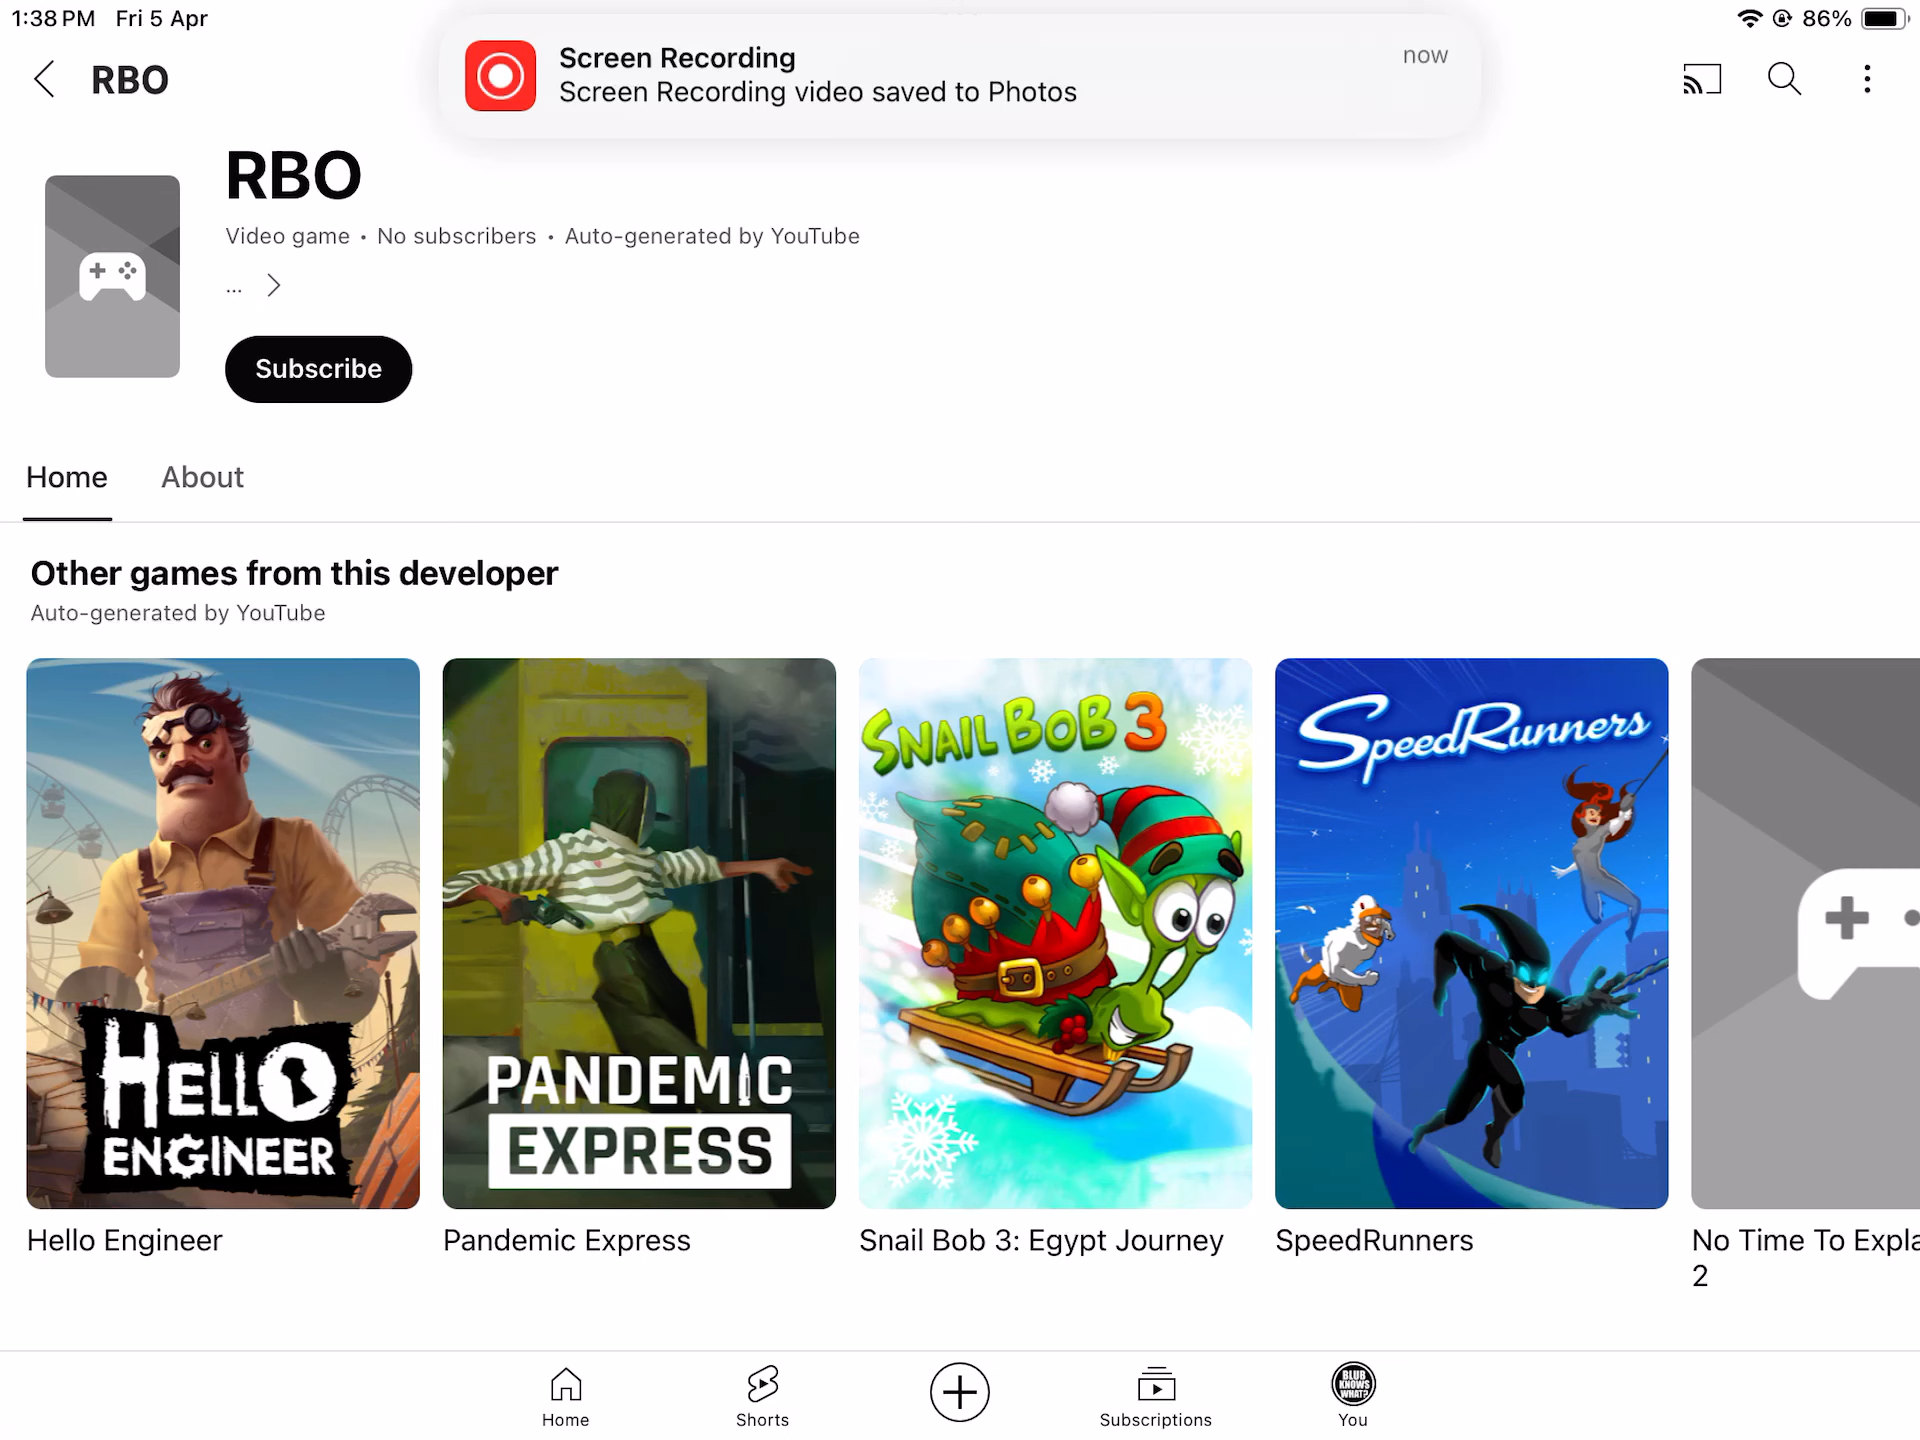 1:38 PM Fri 5 Apr
86%
RBO
Screen Recording
now
Screen Recording video saved to Photos
RBO
Video game • No subscribers • Auto-generated by YouTube
...
Subscribe
Home About
Other games from this developer
Auto-generated by YouTube
HELLO
ENGINEER
PANDEMIC
EXPRESS
SNAIL BOB 3
SpeedRunners
Hello Engineer
Pandemic Express
Snail Bob 3: Egypt Journey
SpeedRunners
No Time To Expla
2
BLUB
KNOWS
WHAT?
Home
Shorts
Subscriptions
You